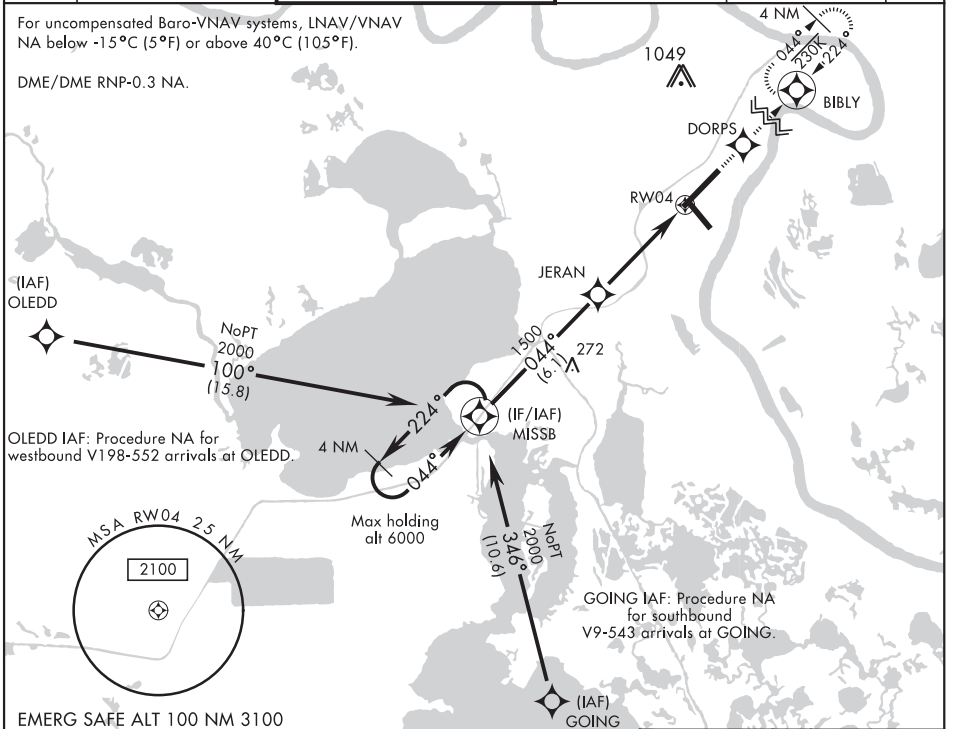 For uncompensated Baro-VNAV systems, LNAV/VNAV
NA below -15°C (5°F) or above 40°C (105°F).
DME/DME RNP-0.3 NA.
4 NM
044°
230K
224°
1049
BIBLY
DORPS
RW04
JERAN
(IAF)
OLEDD
NoPT
2000
100°
(15.8)
1500
044°
(6.1)
272
224°
(IF/IAF)
MISSB
OLEDD IAF: Procedure NA for
westbound V198-552 arrivals at OLEDD.
4 NM
044°
Max holding
alt 6000
NoPT
2000
346°
(10.6)
MSA RW04 25 NM
2100
GOING IAF: Procedure NA
for southbound
V9-543 arrivals at GOING.
(IAF)
GOING
EMERG SAFE ALT 100 NM 3100